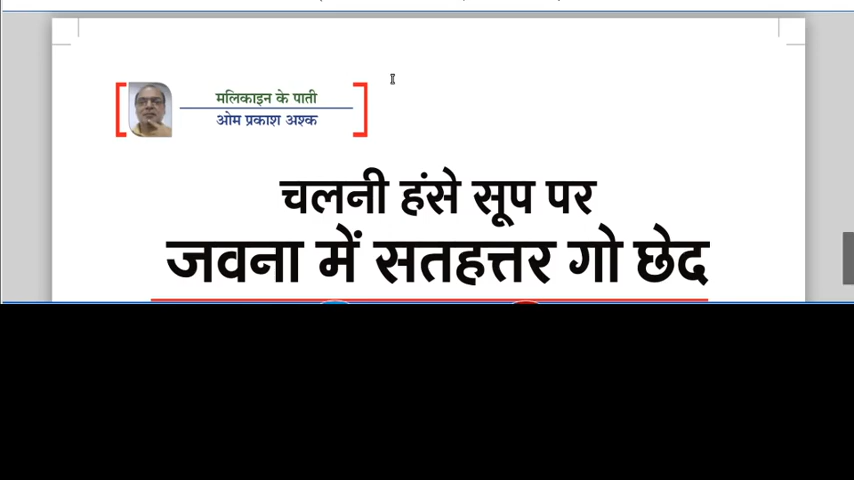 मलिकाइन के पाती
ओम प्रकाश अश्क
चलनी हंसे सूप पर
जवना में सतहत्तर गो छेद